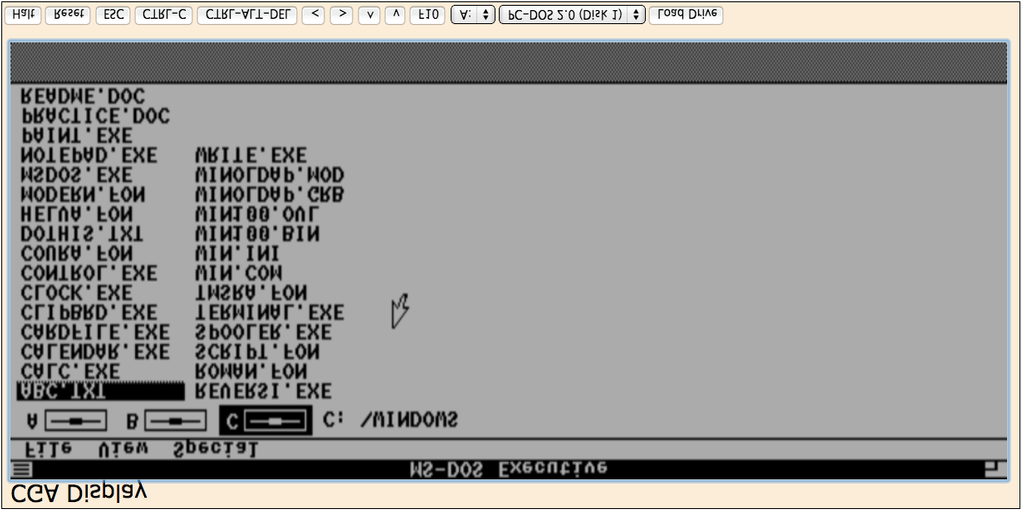 CGA Display
MS-DOS Executive
File View Special
A B C C: \WINDOWS
ABC.TXT REVERSI.EXE
CALC.EXE ROMAN.FON
CALENDAR.EXE SCRIPT.FON
CARDFILE.EXE SPOOLER.EXE
CLIPBRD.EXE TERMINAL.EXE
CLOCK.EXE TMSRA.FON
CONTROL.EXE WIN.COM
COURA.FON WIN.INI
DOTHIS.TXT WIN100.BIN
HELVA.FON WIN100.OVL
MODERN.FON WINOLDAP.GRB
MSDOS.EXE WINOLDAP.MOD
NOTEPAD.EXE WRITE.EXE
PAINT.EXE
PRACTICE.DOC
README.DOC
Halt Reset ESC CTRL-C CTRL-ALT-DEL < > v ^ F10 A: PC-DOS 2.0 (Disk 1) Load Drive